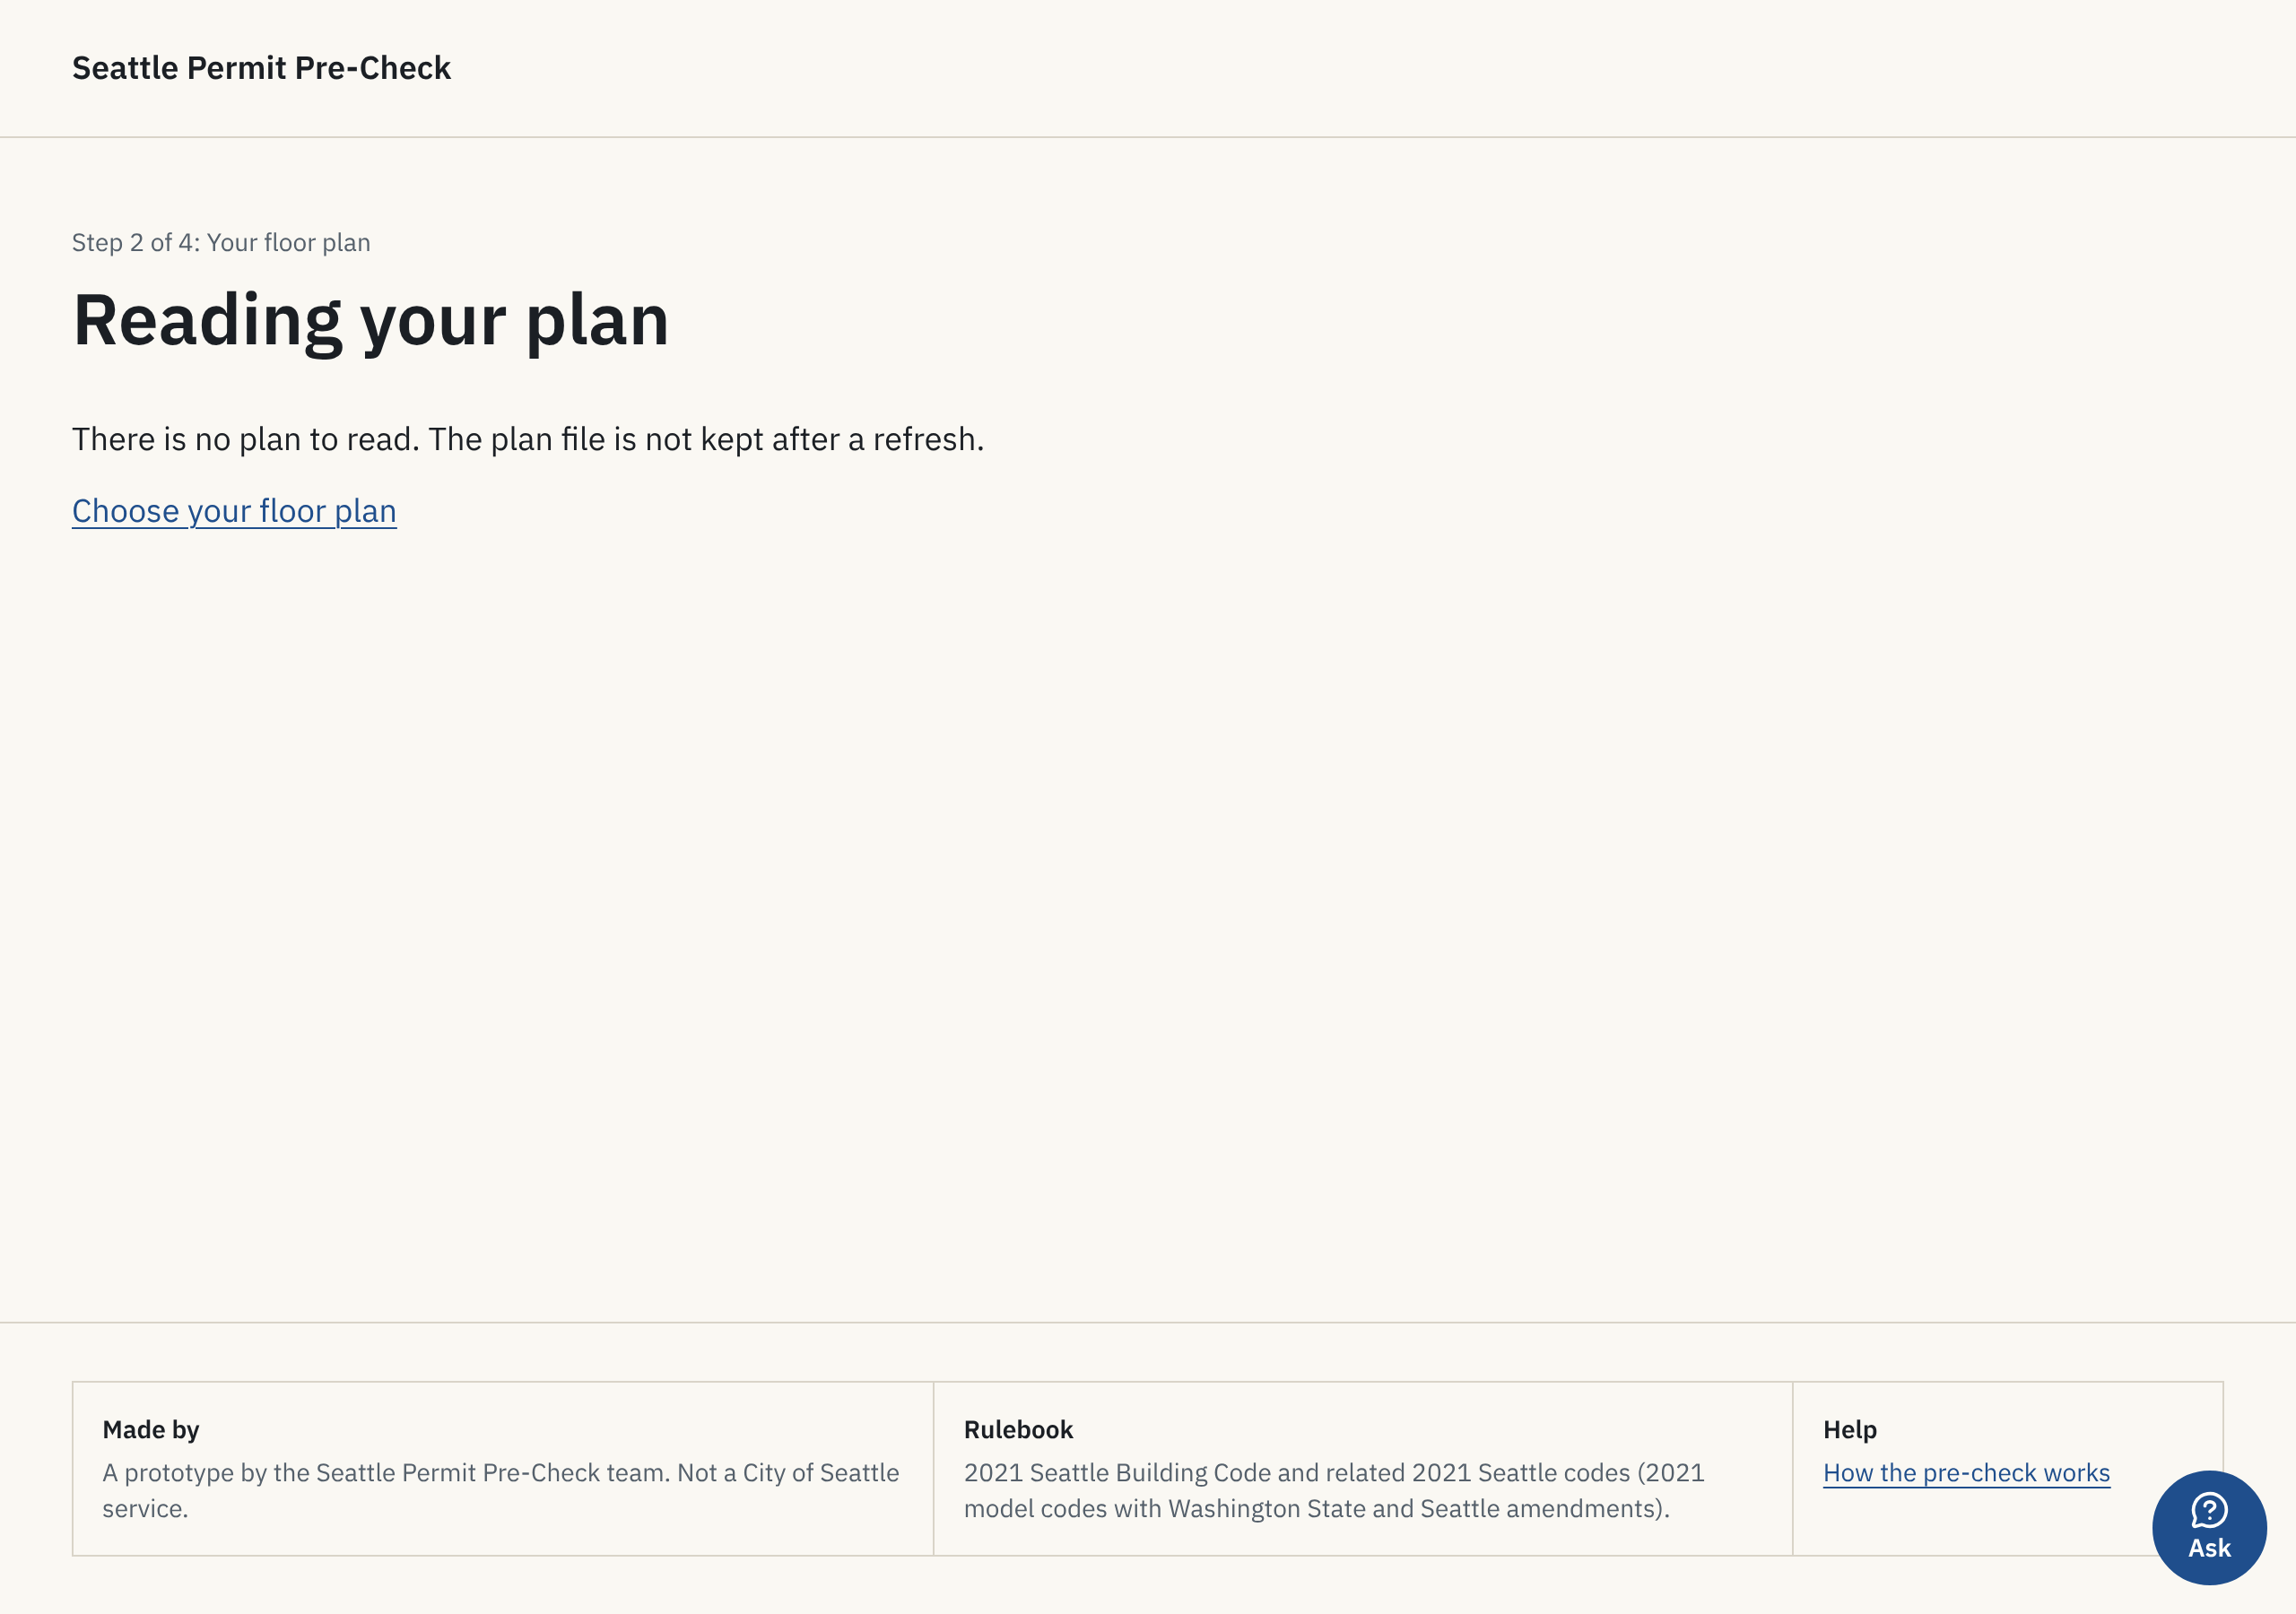 Seattle Permit Pre-Check
Step 2 of 4: Your floor plan
Reading your plan
There is no plan to read. The plan file is not kept after a refresh.
Choose your floor plan
Made by
A prototype by the Seattle Permit Pre-Check team. Not a City of Seattle
service.
Rulebook
2021 Seattle Building Code and related 2021 Seattle codes (2021
model codes with Washington State and Seattle amendments).
Help
How the pre-check works
Ask